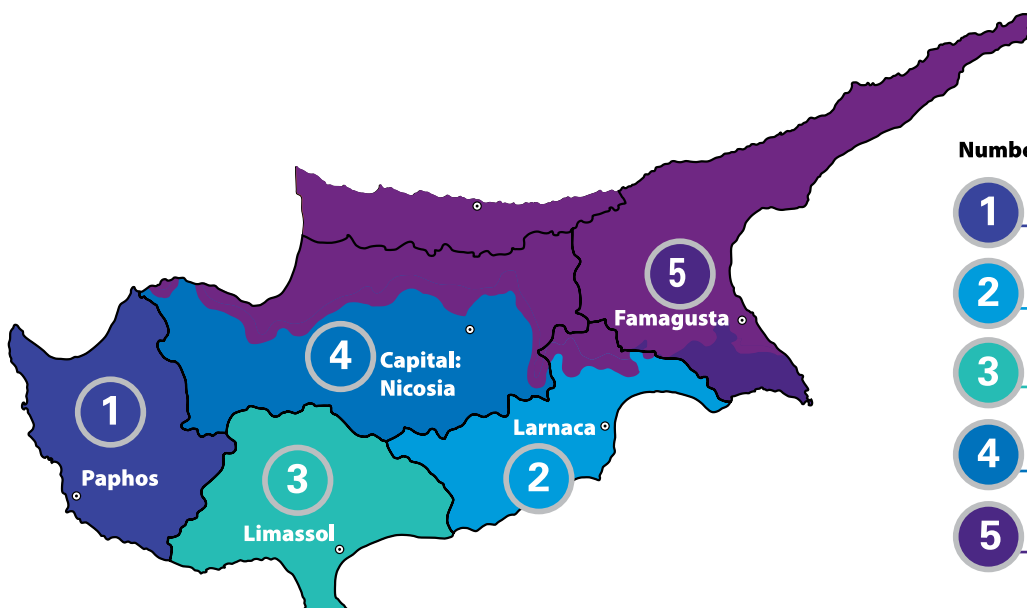 Numbe
1
2
3
4
5
5
Famagusta
4
Capital:
Nicosia
1
Paphos
Larnaca
2
3
Limassol